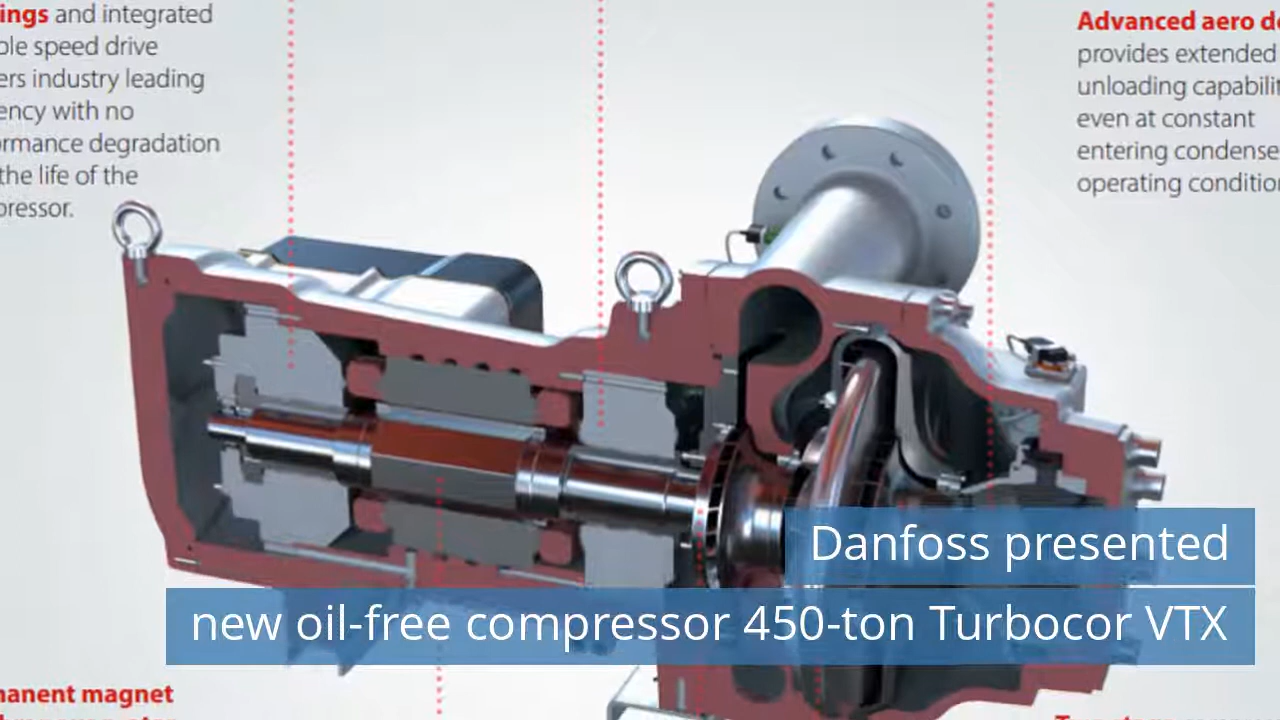 ings and integrated
ble speed drive
ers industry leading
ency with no
ormance degradation
the life of the
pressor.
Advanced aero de
provides extended
unloading capabilit
even at constant
entering condense
operating condition
Danfoss presented
new oil-free compressor 450-ton Turbocor VTX
manent magnet